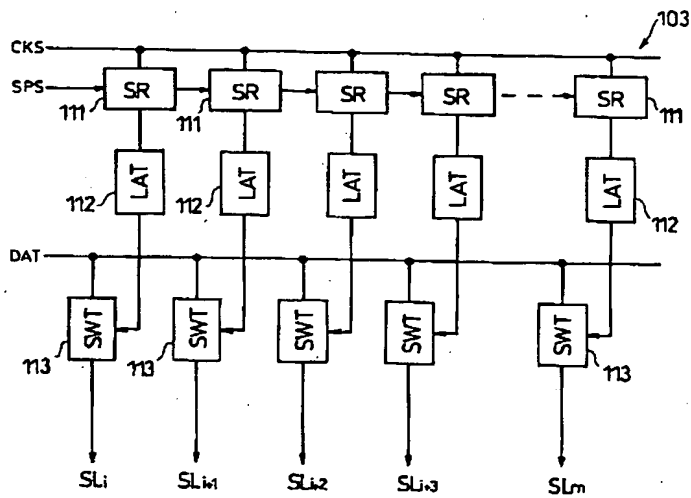 103
CKS
SPS
SR SR SR SR SR
111 111 111
LAT LAT LAT LAT LAT
112 112 112
DAT
SWT SWT SWT SWT SWT
113 113 113
SLi SLi+1 SLi+2 SLi+3 SLm